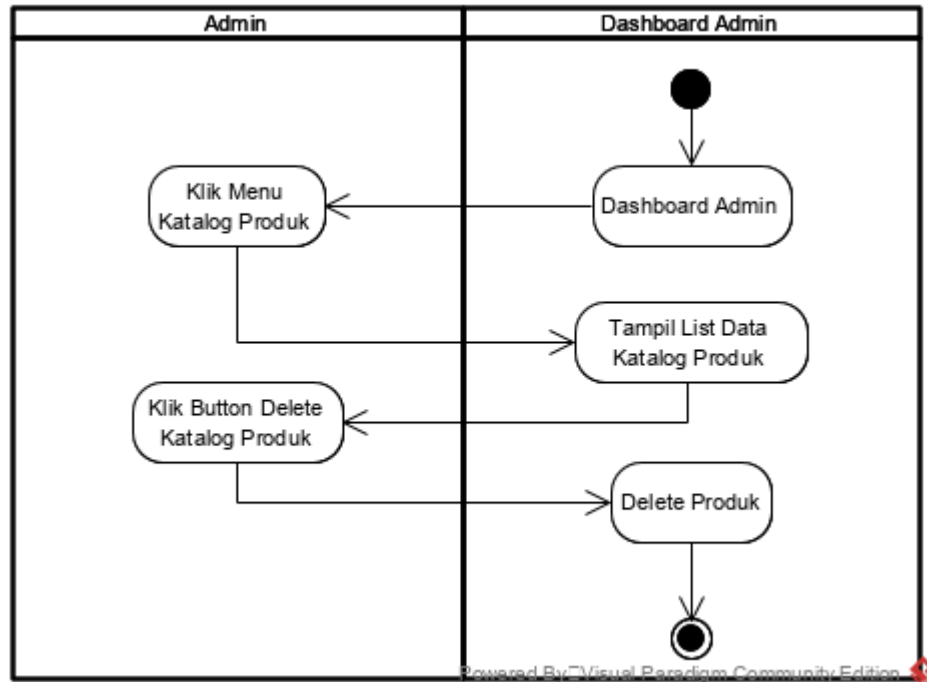 Admin
Dashboard Admin
Dashboard Admin
Klik Menu
Katalog Produk
Tampil List Data
Katalog Produk
Klik Button Delete
Katalog Produk
Delete Produk
Powered By Visual Paradigm Community Edition